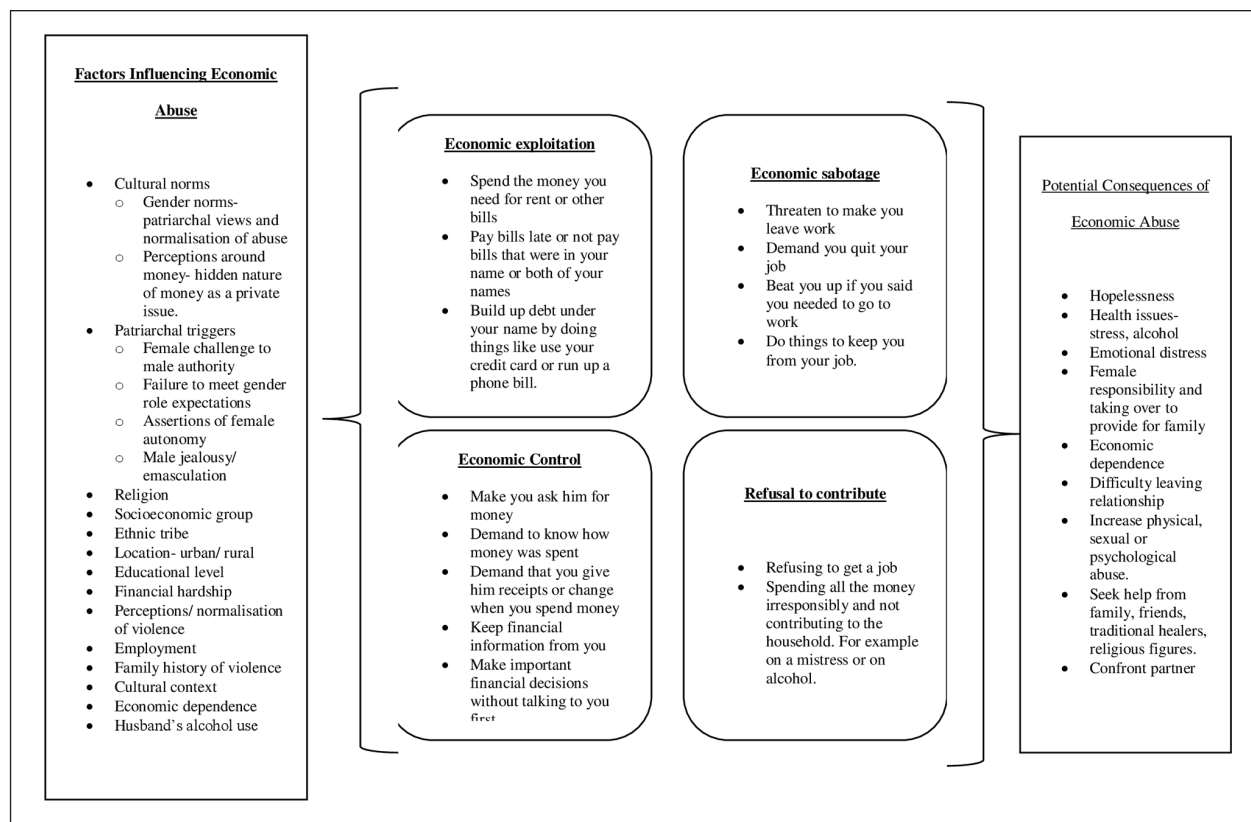 Factors Influencing Economic
Abuse
• Cultural norms
o Gender norms-
patriarchal views and
normalisation of abuse
o Perceptions around
money- hidden nature
of money as a private
issue.
• Patriarchal triggers
o Female challenge to
male authority
o Failure to meet gender
role expectations
o Assertions of female
autonomy
o Male jealousy/
emasculation
• Religion
• Socioeconomic group
• Ethnic tribe
• Location- urban/ rural
• Educational level
• Financial hardship
• Perceptions/ normalisation
of violence
• Employment
• Family history of violence
• Cultural context
• Economic dependence
• Husband's alcohol use
Economic exploitation
• Spend the money you
need for rent or other
bills
• Pay bills late or not pay
bills that were in your
name or both of your
names
• Build up debt under
your name by doing
things like use your
credit card or run up a
phone bill.
Economic sabotage
• Threaten to make you
leave work
• Demand you quit your
job
• Beat you up if you said
you needed to go to
work
• Do things to keep you
from your job.
Economic Control
• Make you ask him for
money
• Demand to know how
money was spent
• Demand that you give
him receipts or change
when you spend money
• Keep financial
information from you
• Make important
financial decisions
without talking to you
first
Refusal to contribute
• Refusing to get a job
• Spending all the money
irresponsibly and not
contributing to the
household. For example
on a mistress or on
alcohol.
Potential Consequences of
Economic Abuse
• Hopelessness
• Health issues-
stress, alcohol
• Emotional distress
• Female
responsibility and
taking over to
provide for family
• Economic
dependence
• Difficulty leaving
relationship
• Increase physical,
sexual or
psychological
abuse.
• Seek help from
family, friends,
traditional healers,
religious figures.
• Confront partner